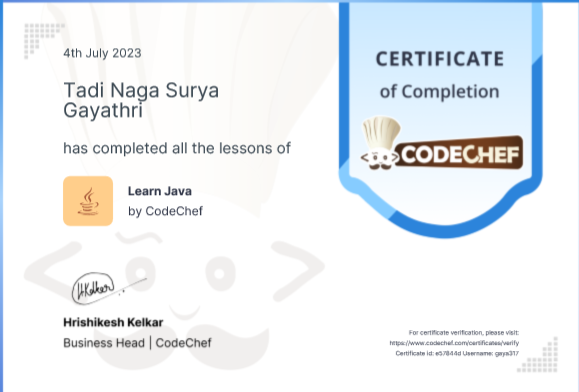 4th July 2023
Tadi Naga Surya
Gayathri
has completed all the lessons of
Learn Java
by CodeChef
Hrishikesh Kelkar
Business Head | CodeChef
CERTIFICATE
of Completion
CODECHEF
For certificate verification, please visit:
https://www.codechef.com/certificates/verify
Certificate id: e57844d Username: gaya317